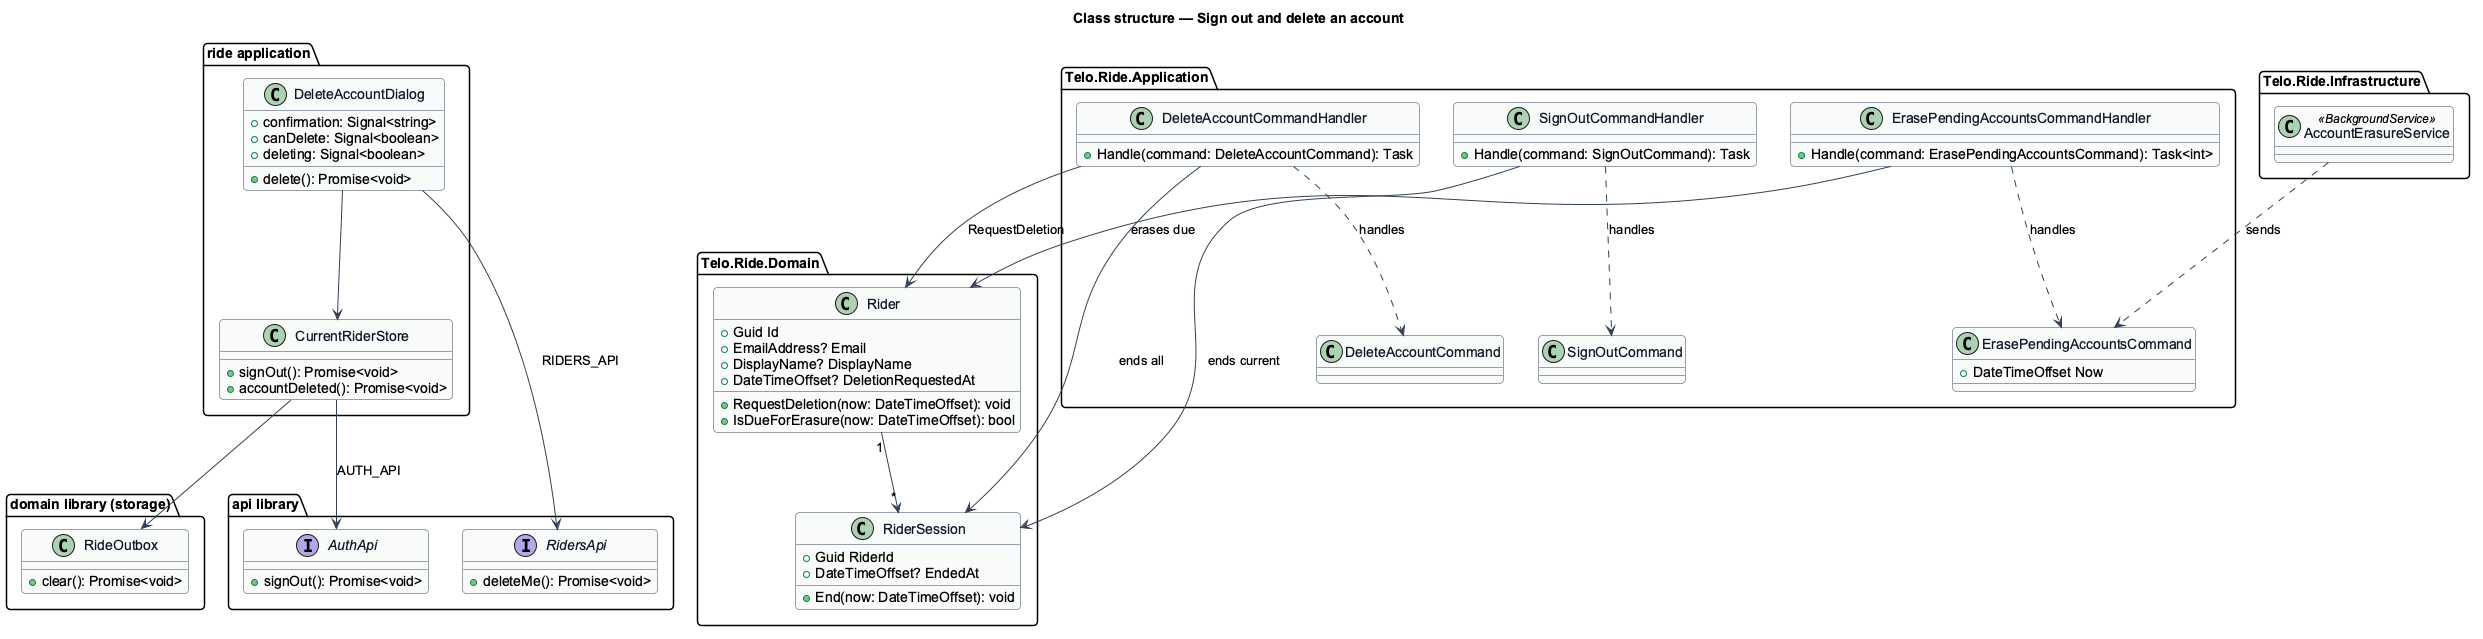 Class structure — Sign out and delete an account
ride application
C DeleteAccountDialog
confirmation: Signal<string>
canDelete: Signal<boolean>
deleting: Signal<boolean>
delete(): Promise<void>
C CurrentRiderStore
signOut(): Promise<void>
accountDeleted(): Promise<void>
RIDERS_API
AUTH_API
domain library (storage)
C RideOutbox
clear(): Promise<void>
api library
I AuthApi
signOut(): Promise<void>
I RidersApi
deleteMe(): Promise<void>
Telo.Ride.Domain
C Rider
Guid Id
EmailAddress? Email
DisplayName? DisplayName
DateTimeOffset? DeletionRequestedAt
RequestDeletion(now: DateTimeOffset): void
IsDueForErasure(now: DateTimeOffset): bool
1
*
C RiderSession
Guid RiderId
DateTimeOffset? EndedAt
End(now: DateTimeOffset): void
Telo.Ride.Application
C DeleteAccountCommandHandler
Handle(command: DeleteAccountCommand): Task
C SignOutCommandHandler
Handle(command: SignOutCommand): Task
C ErasePendingAccountsCommandHandler
Handle(command: ErasePendingAccountsCommand): Task<int>
RequestDeletion
erases due
handles
handles
handles
sends
ends all
ends current
C DeleteAccountCommand
C SignOutCommand
C ErasePendingAccountsCommand
DateTimeOffset Now
Telo.Ride.Infrastructure
«BackgroundService»
C AccountErasureService